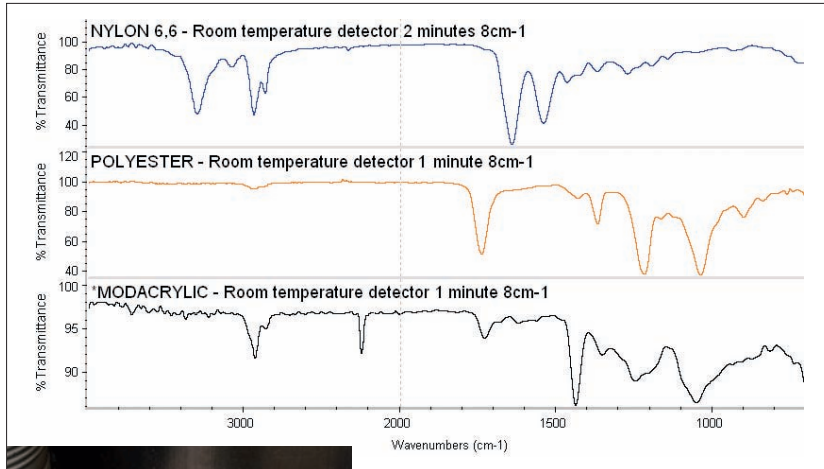 NYLON 6,6 - Room temperature detector 2 minutes 8cm-1
100
80
60
40
% Transmittance
POLYESTER - Room temperature detector 1 minute 8cm-1
120
100
80
60
40
% Transmittance
*MODACRYLIC - Room temperature detector 1 minute 8cm-1
100
95
90
% Transmittance
3000 2000 1500 1000
Wavenumbers (cm-1)